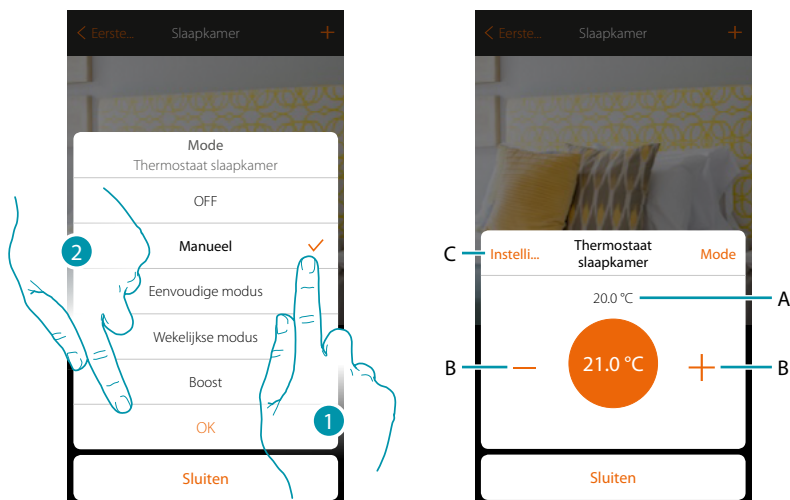 Eerste...
Slaapkamer
Mode
Thermostaat slaapkamer
OFF
Manueel
Eenvoudige modus
Wekelijkse modus
Boost
OK
Sluiten
2
1
Eerste...
Slaapkamer
C
Instelli...
Thermostaat
slaapkamer
Mode
20.0 °C
A
B
21.0 °C
B
Sluiten